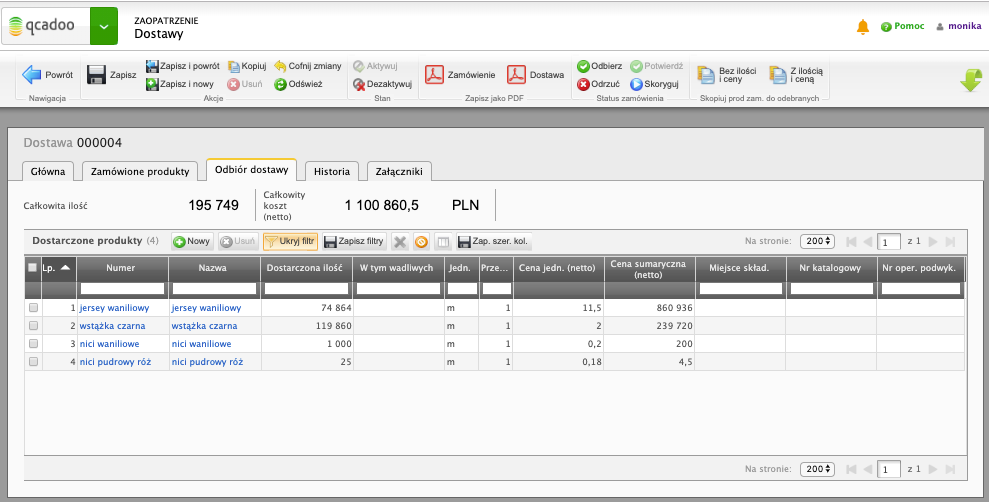 qcadoo
ZAOPATRZENIE
Dostawy
Pomoc
monika
Powrót
Nawigacja
Zapisz
Zapisz i powrót
Zapisz i nowy
Kopiuj
Usuń
Cofnij zmiany
Odśwież
Akcje
Aktywuj
Dezaktywuj
Stan
Zamówienie
Dostawa
Zapisz jako PDF
Odbierz
Odrzuć
Potwierdź
Skoryguj
Status zamówienia
Bez ilości
i ceny
Z ilością
i ceną
Skopiuj prod zam. do odebranych
Dostawa 000004
Główna
Zamówione produkty
Odbiór dostawy
Historia
Załączniki
Całkowita ilość 195 749
Całkowity
koszt
(netto)
1 100 860,5 PLN
Dostarczone produkty (4) Nowy Usuń Ukryj filtr Zapisz filtry Zap. szer. kol. Na stronie: 200 1 z 1
Lp. Numer Nazwa Dostarczona ilość W tym wadliwych Jedn. Prze... Cena jedn. (netto) Cena sumaryczna (netto) Miejsce skład. Nr katalogowy Nr oper. podwyk.
1 jersey waniliowy jersey waniliowy 74 864 m 1 11,5 860 936
2 wstążka czarna wstążka czarna 119 860 m 1 2 239 720
3 nici waniliowe nici waniliowe 1 000 m 1 0,2 200
4 nici pudrowy róż nici pudrowy róż 25 m 1 0,18 4,5
Na stronie: 200 1 z 1